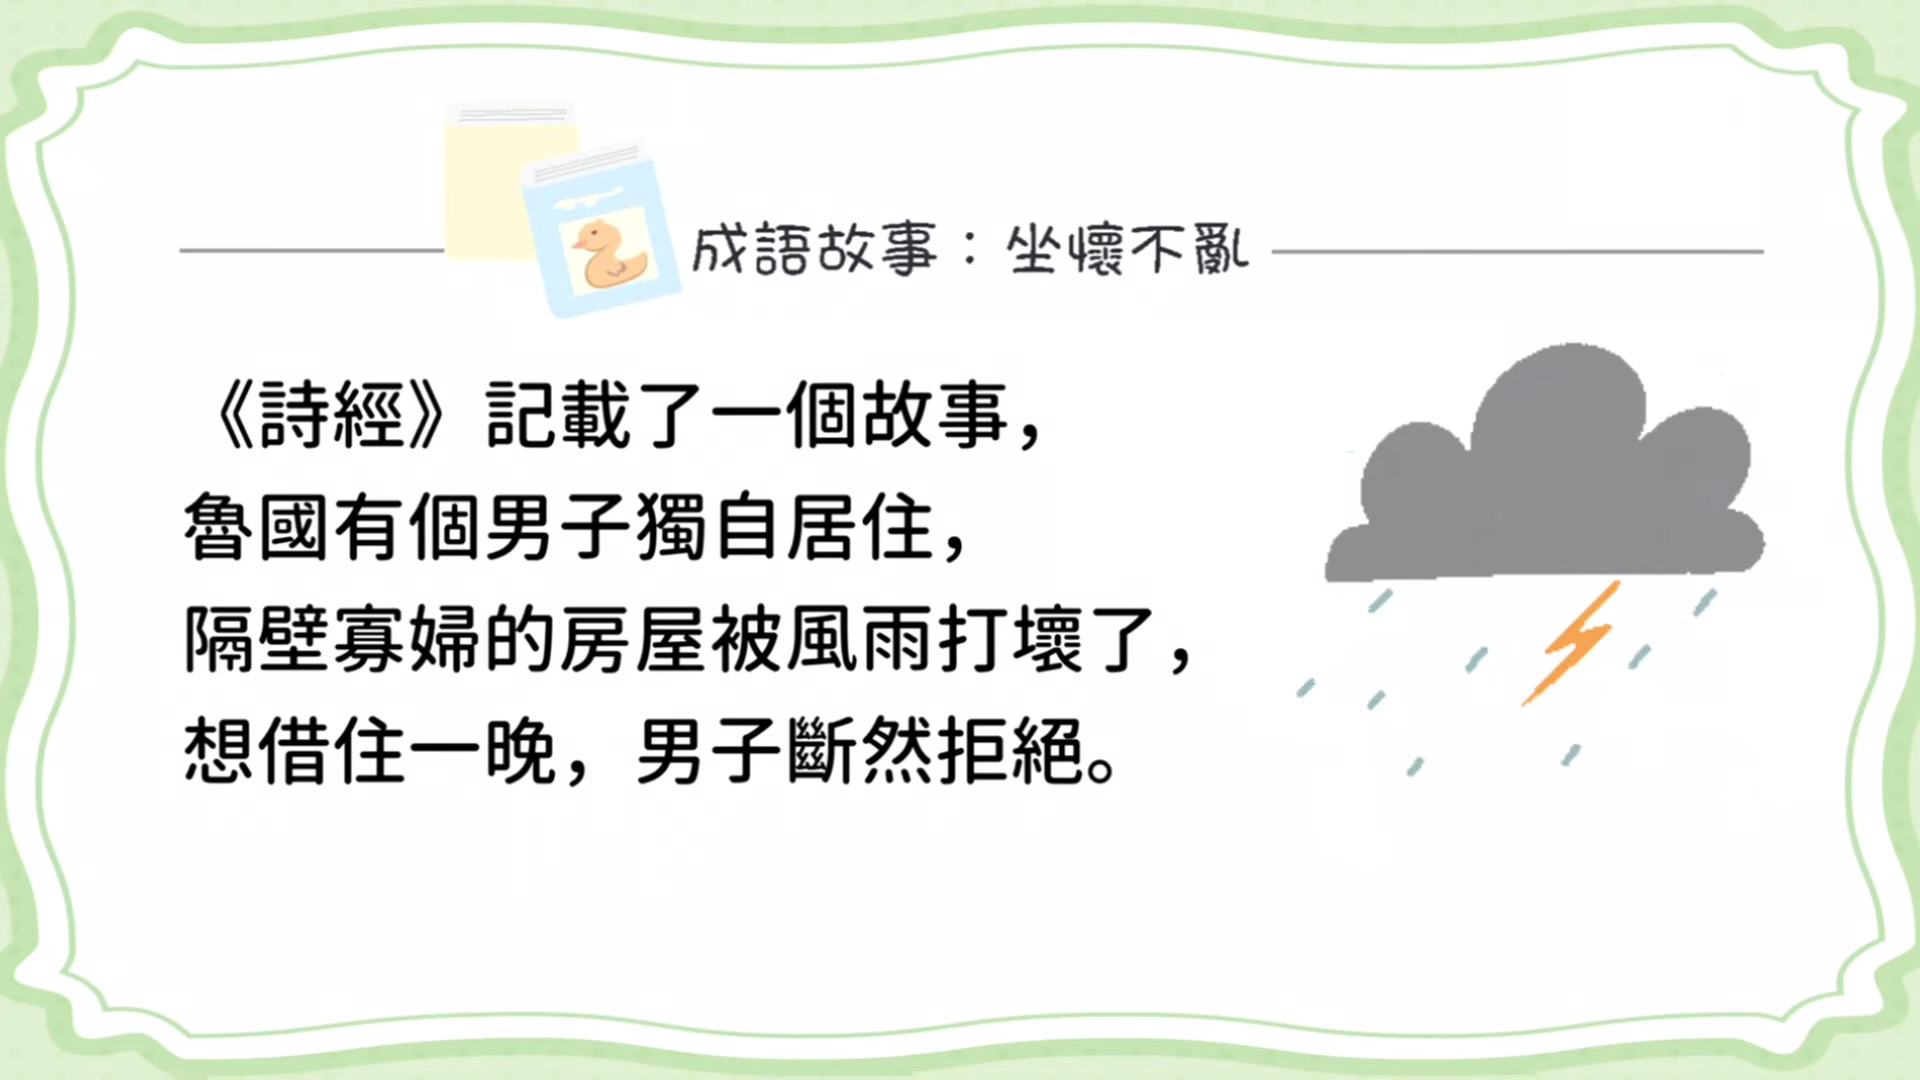 成語故事：坐懷不亂
《詩經》記載了一個故事，
魯國有個男子獨自居住，
隔壁寡婦的房屋被風雨打壞了，
想借住一晚，男子斷然拒絕。